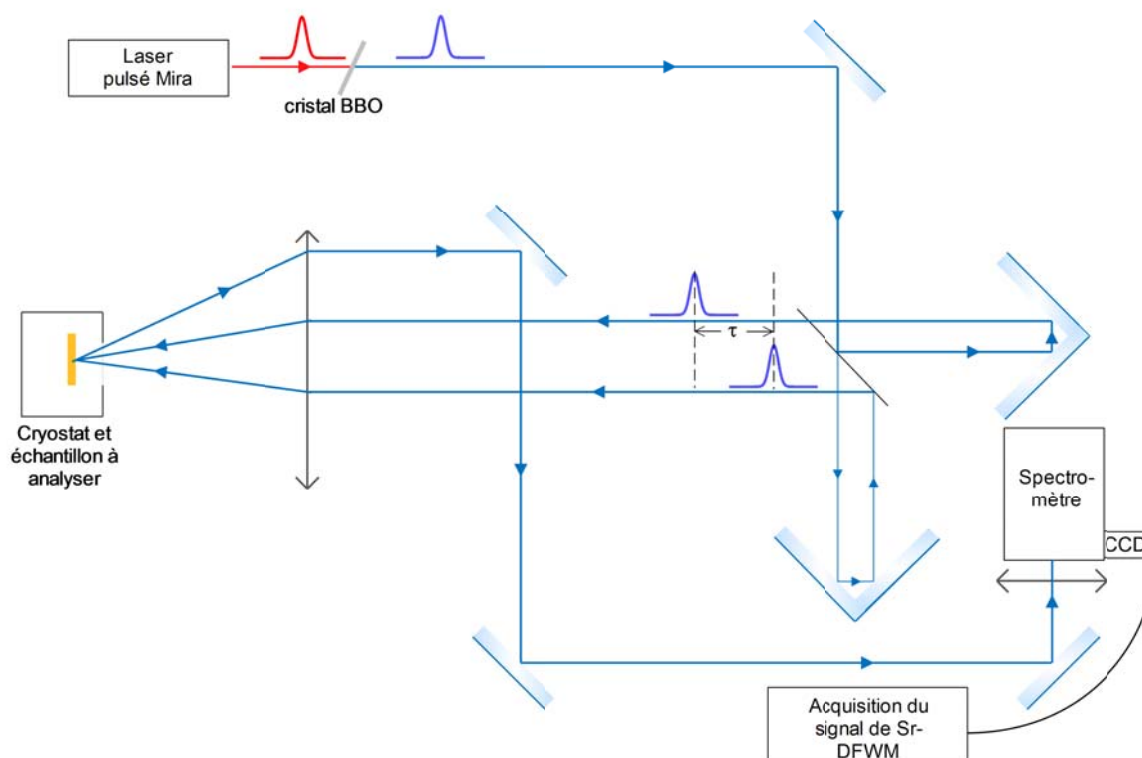 Laser
pulsé Mira
cristal BBO
τ
Cryostat et
échantillon à
analyser
Spectro-
mètre
CCD
Acquisition du
signal de Sr-
DFWM